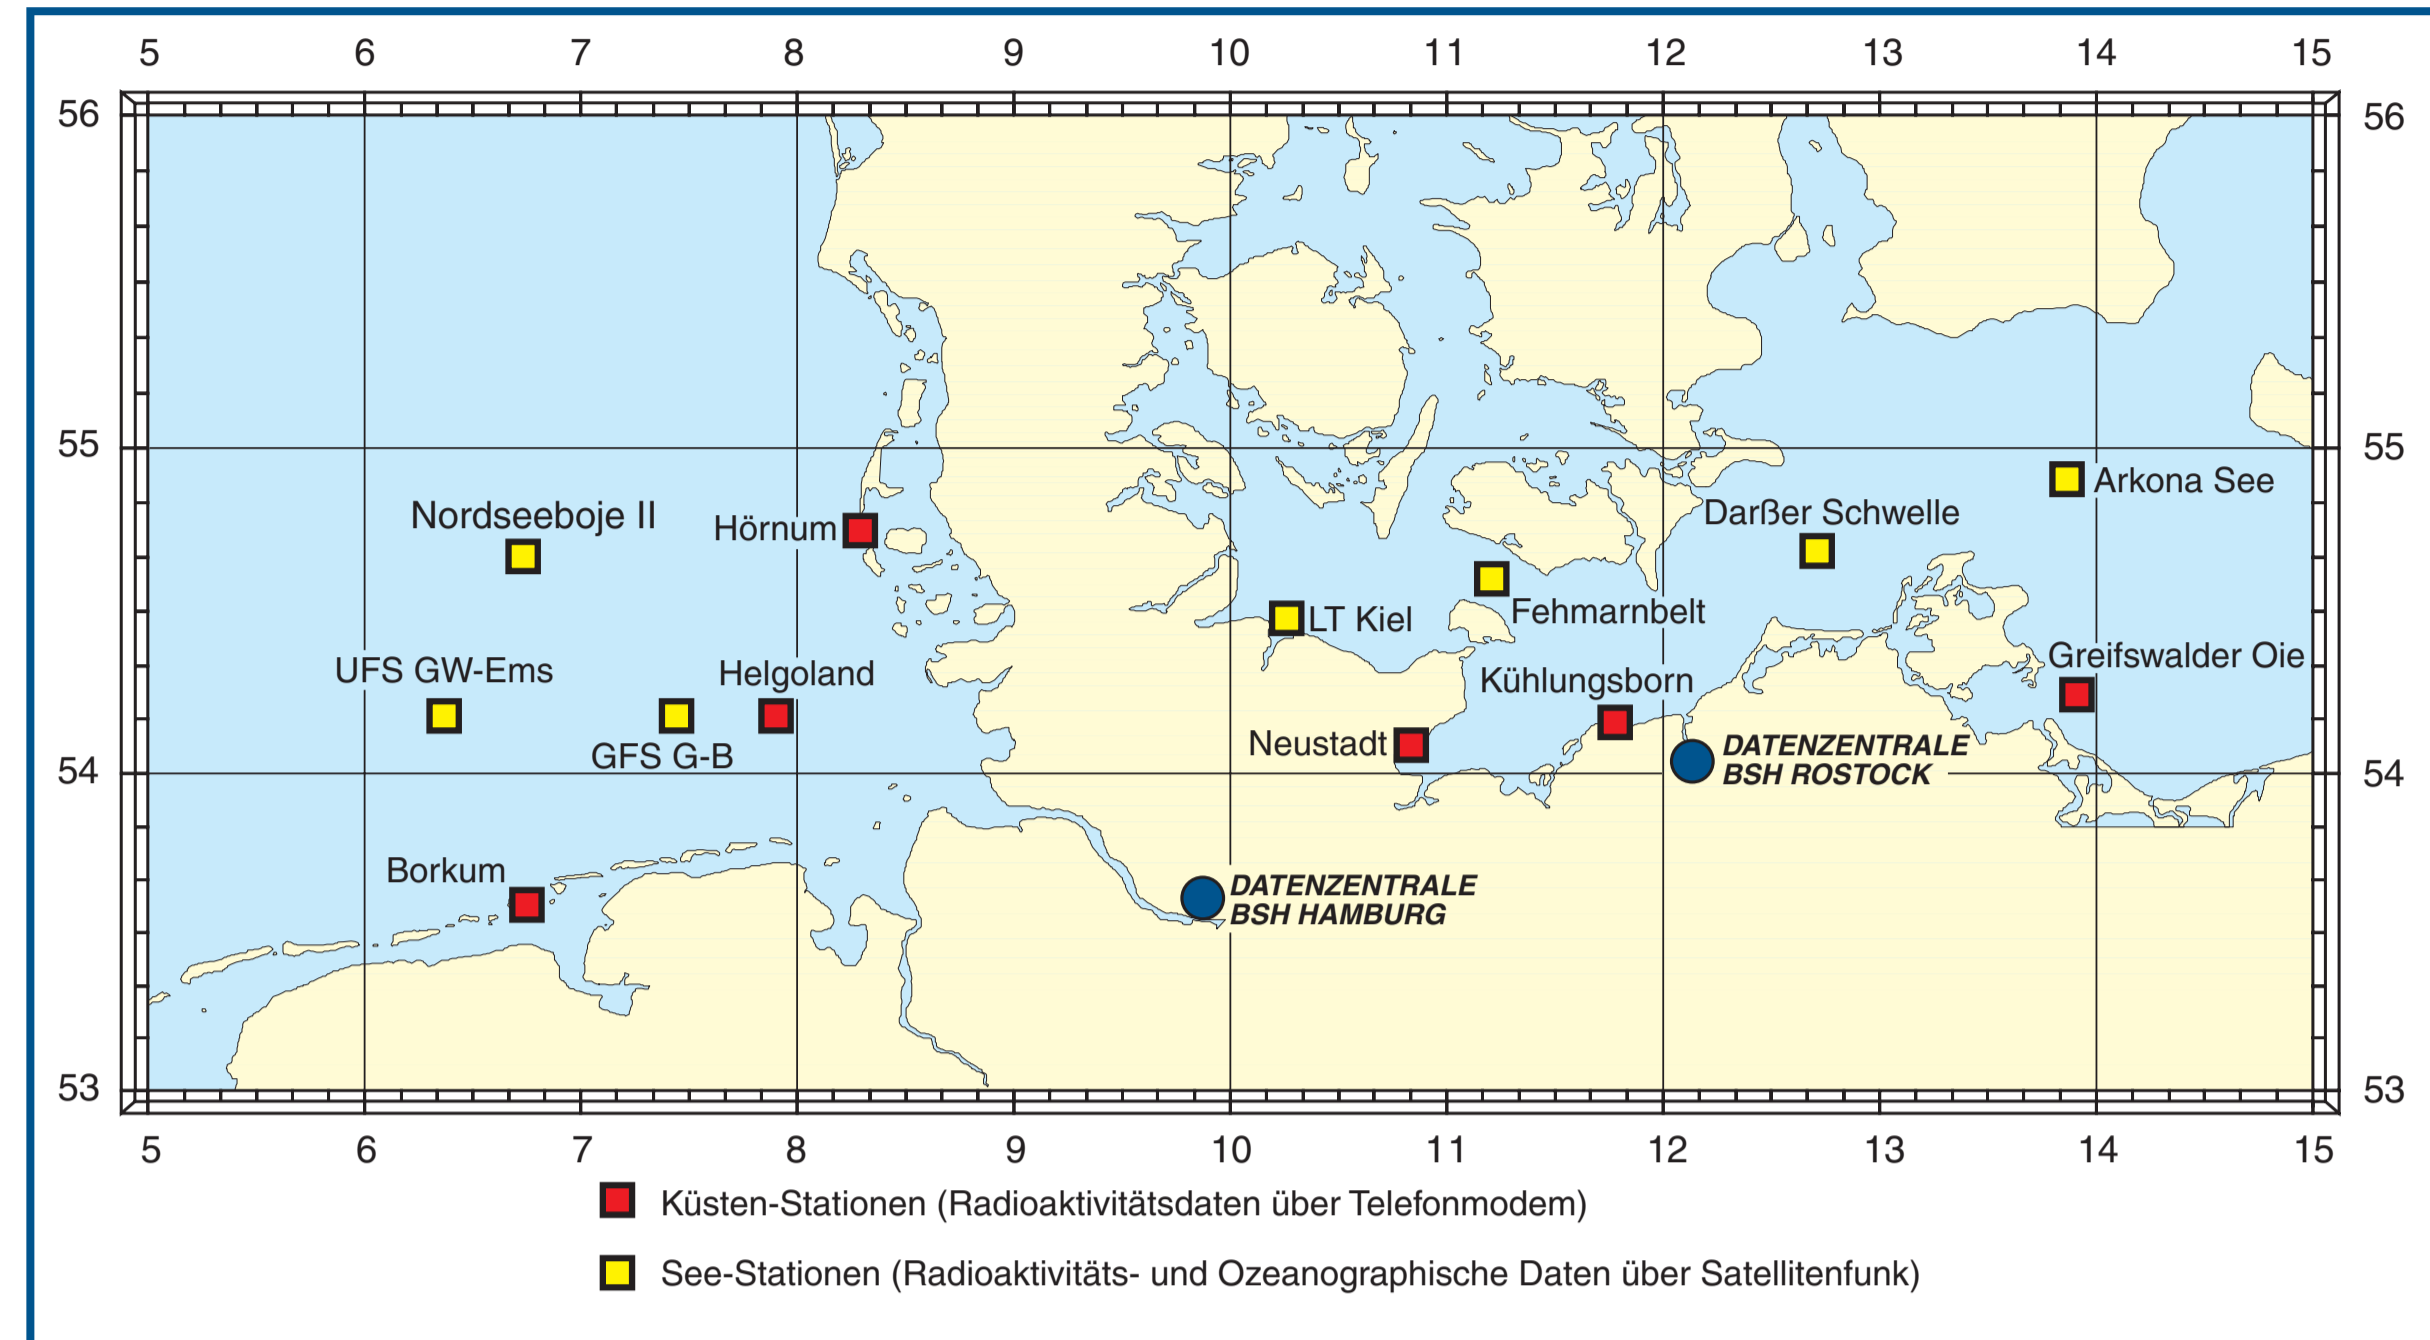 5 6 7 8 9 10 11 12 13 14 15
56 56
55 55
Arkona See
Nordseeboje II
Darßer Schwelle
Hörnum
LT Kiel
Fehmarnbelt
UFS GW-Ems
Helgoland
Kühlungsborn
Greifswalder Oie
GFS G-B
Neustadt
DATENZENTRALE
BSH ROSTOCK
54 54
Borkum
DATENZENTRALE
BSH HAMBURG
53 53
5 6 7 8 9 10 11 12 13 14 15
Küsten-Stationen (Radioaktivitätsdaten über Telefonmodem)
See-Stationen (Radioaktivitäts- und Ozeanographische Daten über Satellitenfunk)